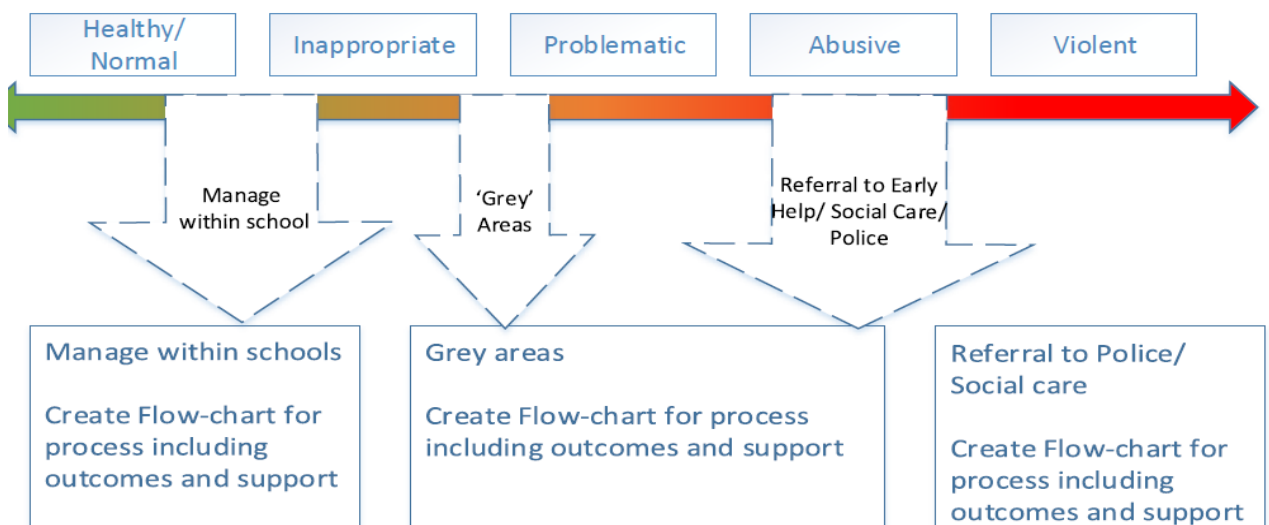 Healthy/
Normal
Inappropriate
Problematic
Abusive
Violent
Manage
within school
‘Grey’
Areas
Referral to Early
Help/ Social Care/
Police
Manage within schools
Create Flow-chart for
process including
outcomes and support
Grey areas
Create Flow-chart for process
including outcomes and support
Referral to Police/
Social care
Create Flow-chart for
process including
outcomes and support